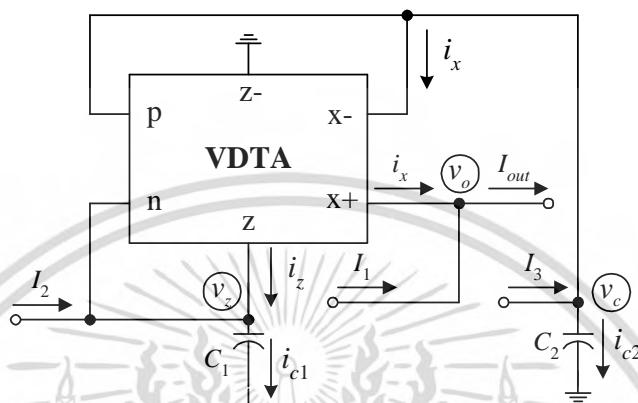 i_x
z-
p
x-
VDTA
i_x
v_o
I_out
n
x+
z
I_2
v_z
i_z
I_1
I_3
v_c
C_1
i_c1
C_2
i_c2